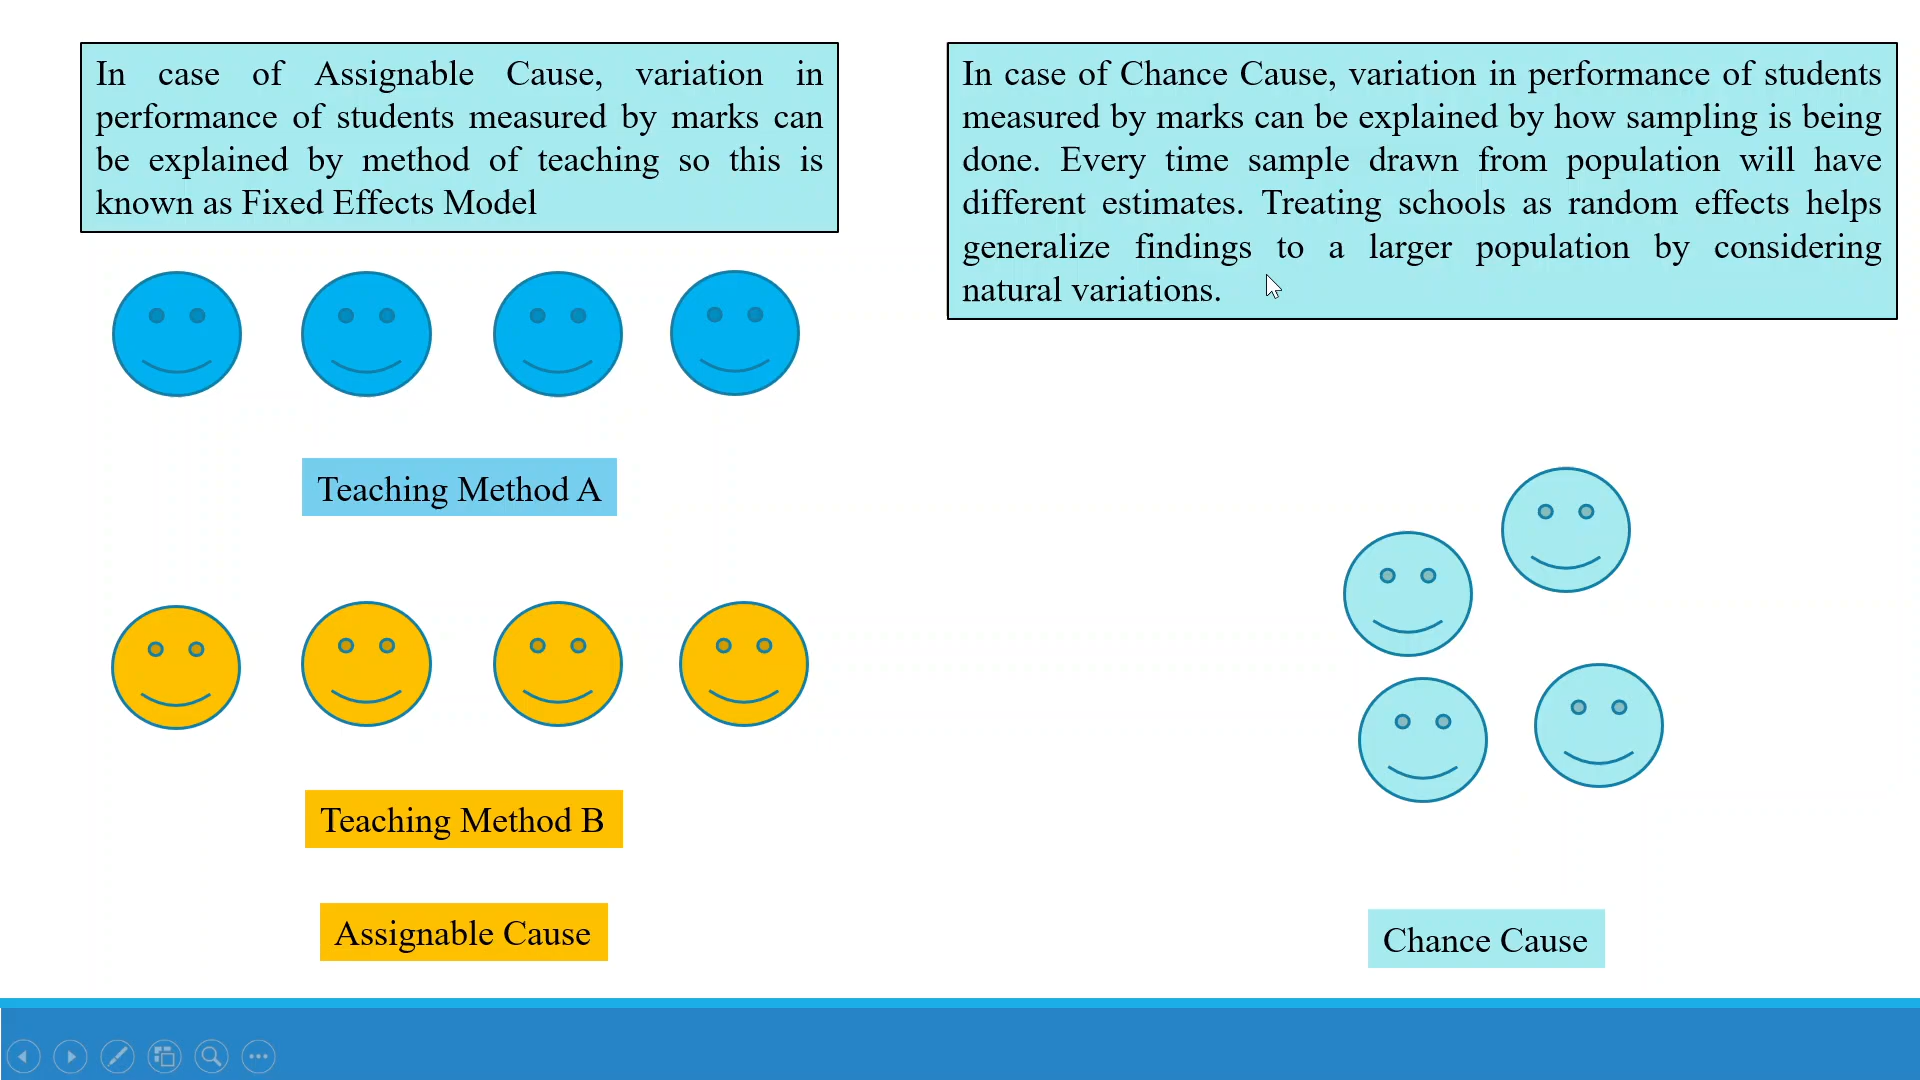 In case of Assignable Cause, variation in
performance of students measured by marks can
be explained by method of teaching so this is
known as Fixed Effects Model
In case of Chance Cause, variation in performance of students
measured by marks can be explained by how sampling is being
done. Every time sample drawn from population will have
different estimates. Treating schools as random effects helps
generalize findings to a larger population by considering
natural variations.
Teaching Method A
Teaching Method B
Assignable Cause
Chance Cause